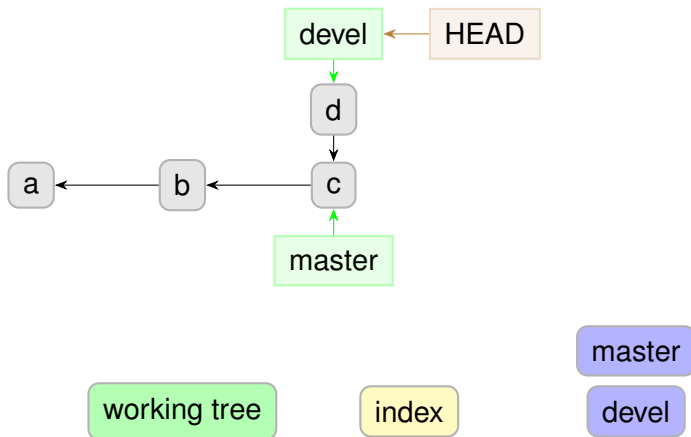 devel HEAD
d
a b c
master
master
working tree index devel